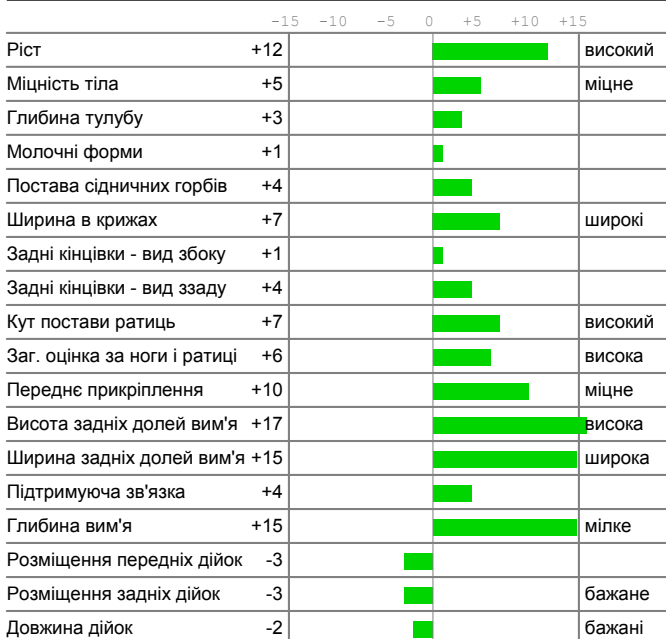 -15 -10 -5 0 +5 +10 +15
Ріст +12 високий
Міцність тіла +5 міцне
Глибина тулубу +3
Молочні форми +1
Постава сідничних горбів +4
Ширина в крижах +7 широкі
Задні кінцівки - вид збоку +1
Задні кінцівки - вид ззаду +4
Кут постави ратиць +7 високий
Заг. оцінка за ноги і ратиці +6 висока
Переднє прикріплення +10 міцне
Висота задніх долей вим'я +17 висока
Ширина задніх долей вим'я +15 широка
Підтримуюча зв'язка +4
Глибина вим'я +15 мілке
Розміщення передніх дійок -3
Розміщення задніх дійок -3 бажане
Довжина дійок -2 бажані